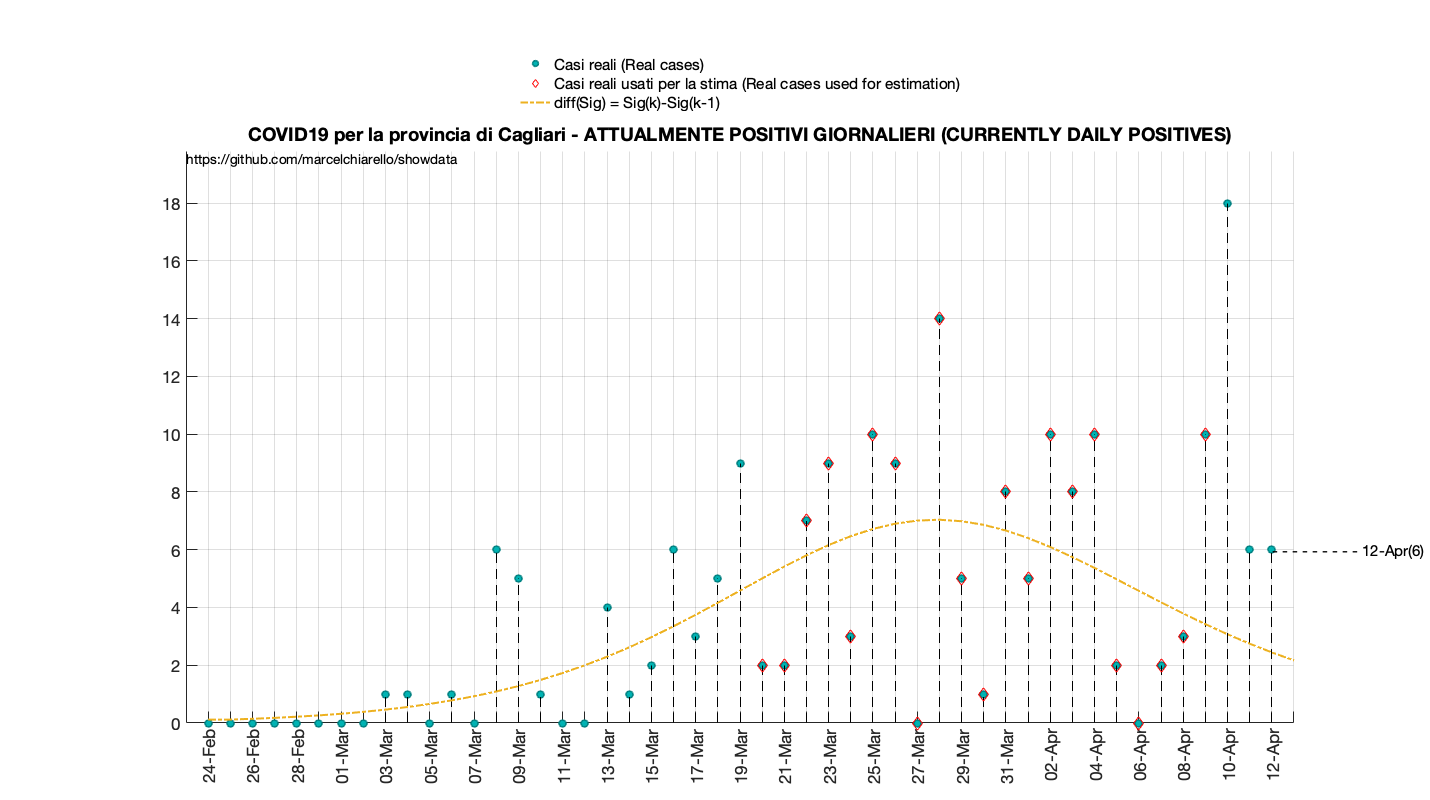 Casi reali (Real cases)
Casi reali usati per la stima (Real cases used for estimation)
diff(Sig) = Sig(k)-Sig(k-1)
COVID19 per la provincia di Cagliari - ATTUALMENTE POSITIVI GIORNALIERI (CURRENTLY DAILY POSITIVES)
https://github.com/marcelchiarello/showdata
18
16
14
12
10
8
6
4
2
0
12-Apr(6)
24-Feb
26-Feb
28-Feb
01-Mar
03-Mar
05-Mar
07-Mar
09-Mar
11-Mar
13-Mar
15-Mar
17-Mar
19-Mar
21-Mar
23-Mar
25-Mar
27-Mar
29-Mar
31-Mar
02-Apr
04-Apr
06-Apr
08-Apr
10-Apr
12-Apr